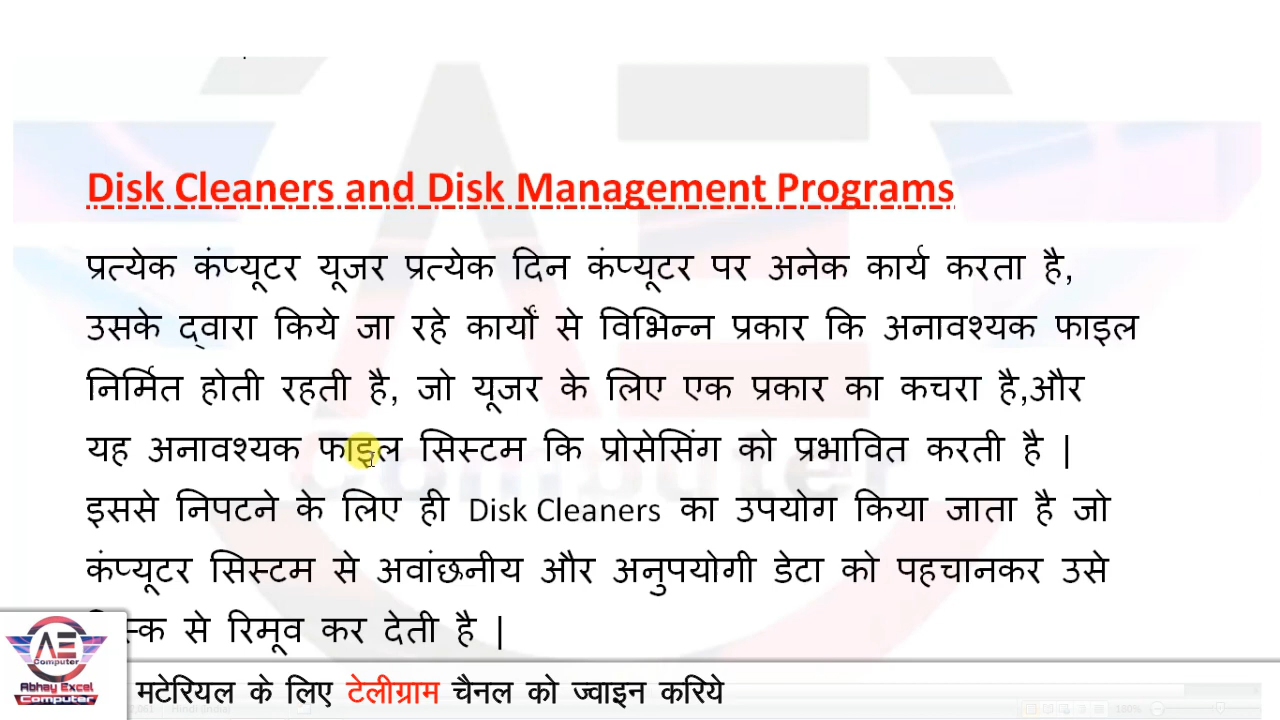 Disk Cleaners and Disk Management Programs
प्रत्येक कंप्यूटर यूजर प्रत्येक दिन कंप्यूटर पर अनेक कार्य करता है,
उसके द्वारा किये जा रहे कार्यों से विभिन्न प्रकार कि अनावश्यक फाइल
निर्मित होती रहती है, जो यूजर के लिए एक प्रकार का कचरा है,और
यह अनावश्यक फाइल सिस्टम कि प्रोसेसिंग को प्रभावित करती है |
इससे निपटने के लिए ही Disk Cleaners का उपयोग किया जाता है जो
कंप्यूटर सिस्टम से अवांछनीय और अनुपयोगी डेटा को पहचानकर उसे
से रिमूव कर देती है |
मटेरियल के लिए टेलीग्राम चैनल को ज्वाइन करिये
AE
Computer
Abhay Excel
Computer
Computer
180%